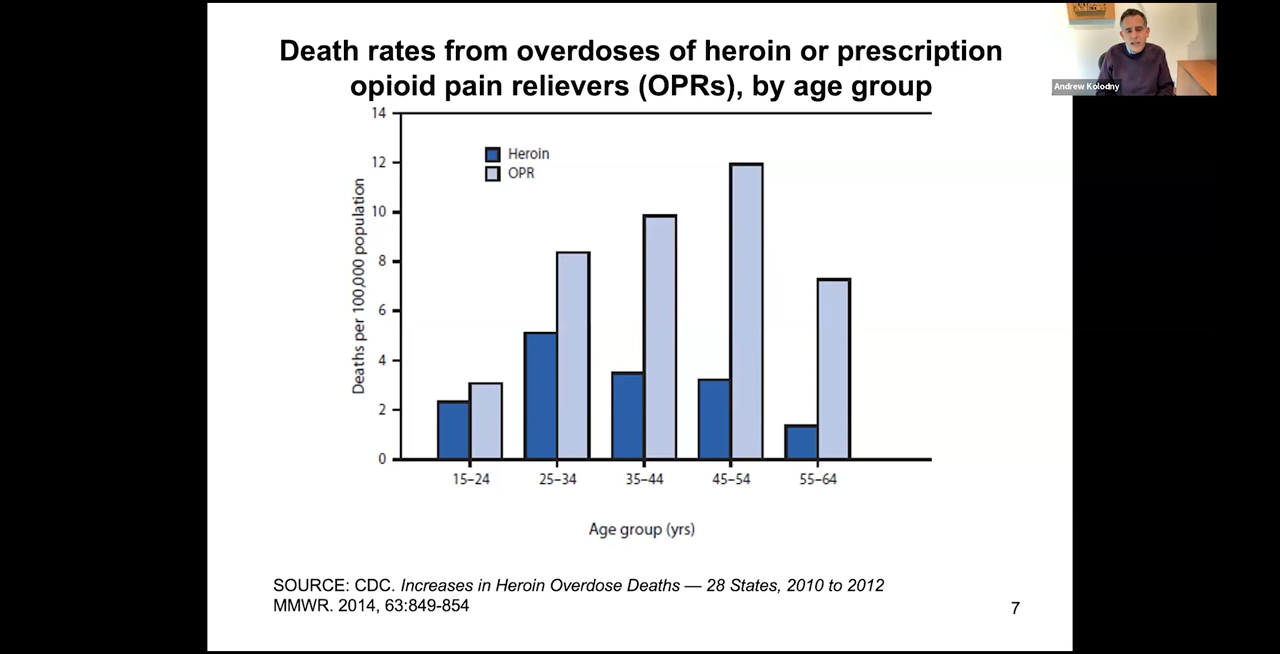 Death rates from overdoses of heroin or prescription
opioid pain relievers (OPRs), by age group
Andrew Kolodny
14
12
10
8
6
4
2
0
Deaths per 100,000 population
Heroin
OPR
15–24
25–34
35–44
45–54
55–64
Age group (yrs)
SOURCE: CDC. Increases in Heroin Overdose Deaths — 28 States, 2010 to 2012
MMWR. 2014, 63:849-854
7